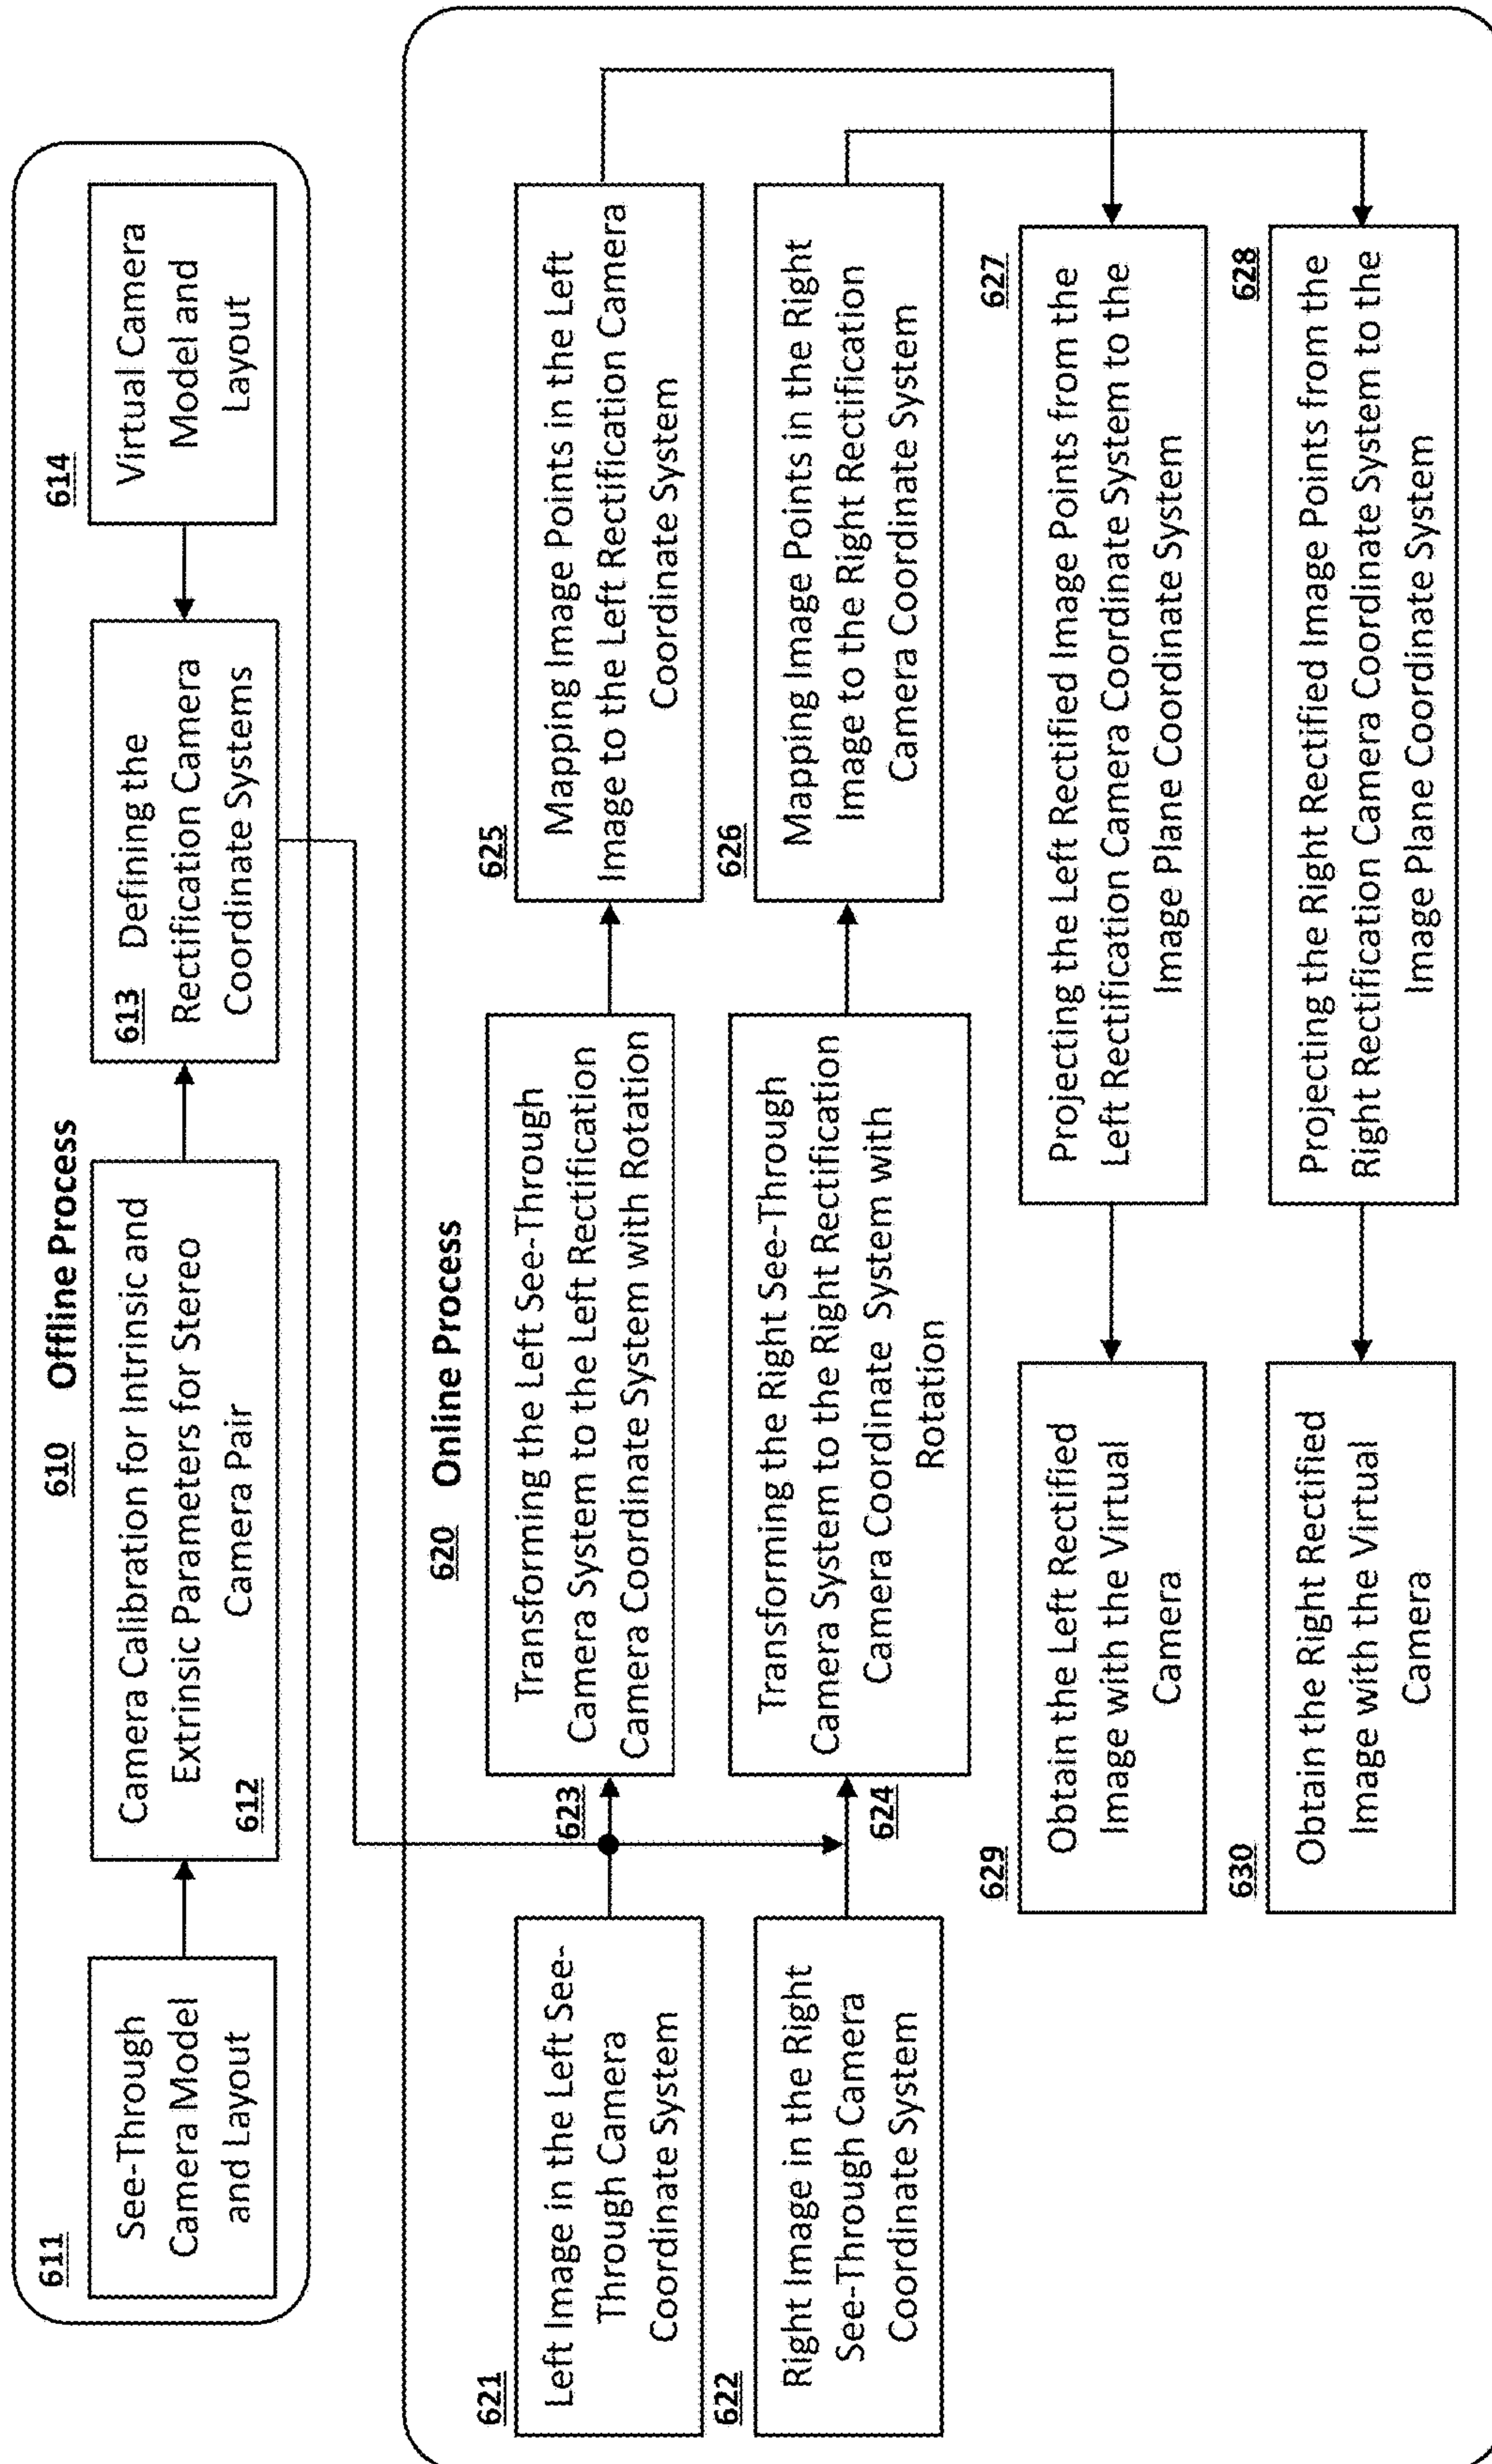 610 Offline Process
611
See-Through
Camera Model
and Layout
Camera Calibration for Intrinsic and
Extrinsic Parameters for Stereo
612
Camera Pair
613 Defining the
Rectification Camera
Coordinate Systems
614
Virtual Camera
Model and
Layout
620 Online Process
621
Left Image in the Left See-
Through Camera
Coordinate System
622
Right Image in the Right
See-Through Camera
Coordinate System
623
Transforming the Left See-Through
Camera System to the Left Rectification
Camera Coordinate System with Rotation
624
Transforming the Right See-Through
Camera System to the Right Rectification
Camera Coordinate System with
Rotation
625
Mapping Image Points in the Left
Image to the Left Rectification Camera
Coordinate System
626
Mapping Image Points in the Right
Image to the Right Rectification
Camera Coordinate System
627
Projecting the Left Rectified Image Points from the
Left Rectification Camera Coordinate System to the
Image Plane Coordinate System
628
Projecting the Right Rectified Image Points from the
Right Rectification Camera Coordinate System to the
Image Plane Coordinate System
629
Obtain the Left Rectified
Image with the Virtual
Camera
630
Obtain the Right Rectified
Image with the Virtual
Camera